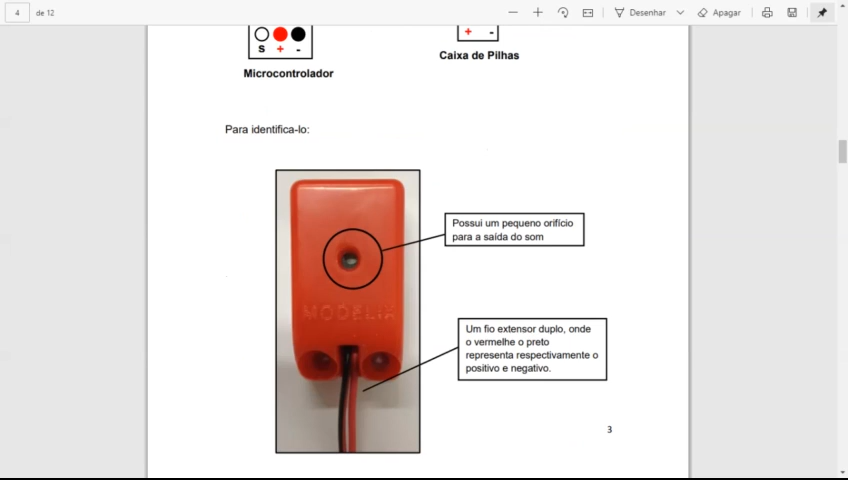 4 de 12
Desenhar
Apagar
S + -
+ -
Caixa de Pilhas
Microcontrolador
Para identifica-lo:
Possui um pequeno orifício
para a saída do som
MODELIX
Um fio extensor duplo, onde
o vermelhe o preto
representa respectivamente o
positivo e negativo.
3